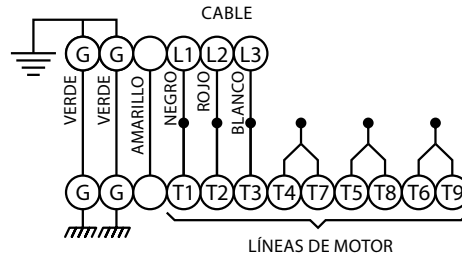 CABLE
G G L1 L2 L3
VERDE VERDE AMARILLO NEGRO ROJO BLANCO
G G T1 T2 T3 T4 T7 T5 T8 T6 T9
LÍNEAS DE MOTOR